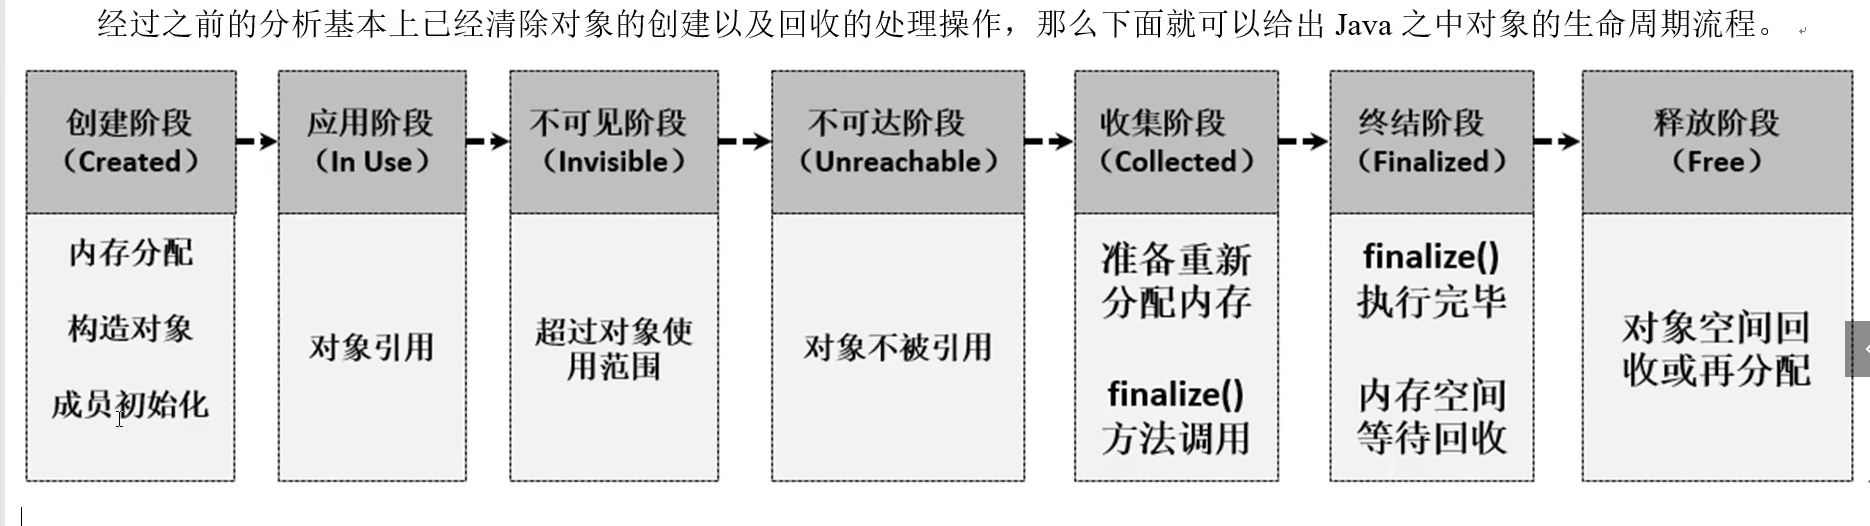 经过之前的分析基本上已经清除对象的创建以及回收的处理操作，那么下面就可以给出 Java 之中对象的生命周期流程。
创建阶段
（Created）
内存分配
构造对象
成员初始化
应用阶段
（In Use）
对象引用
不可见阶段
（Invisible）
超过对象使
用范围
不可达阶段
（Unreachable）
对象不被引用
收集阶段
（Collected）
准备重新
分配内存
finalize()
方法调用
终结阶段
（Finalized）
finalize()
执行完毕
内存空间
等待回收
释放阶段
（Free）
对象空间回
收或再分配